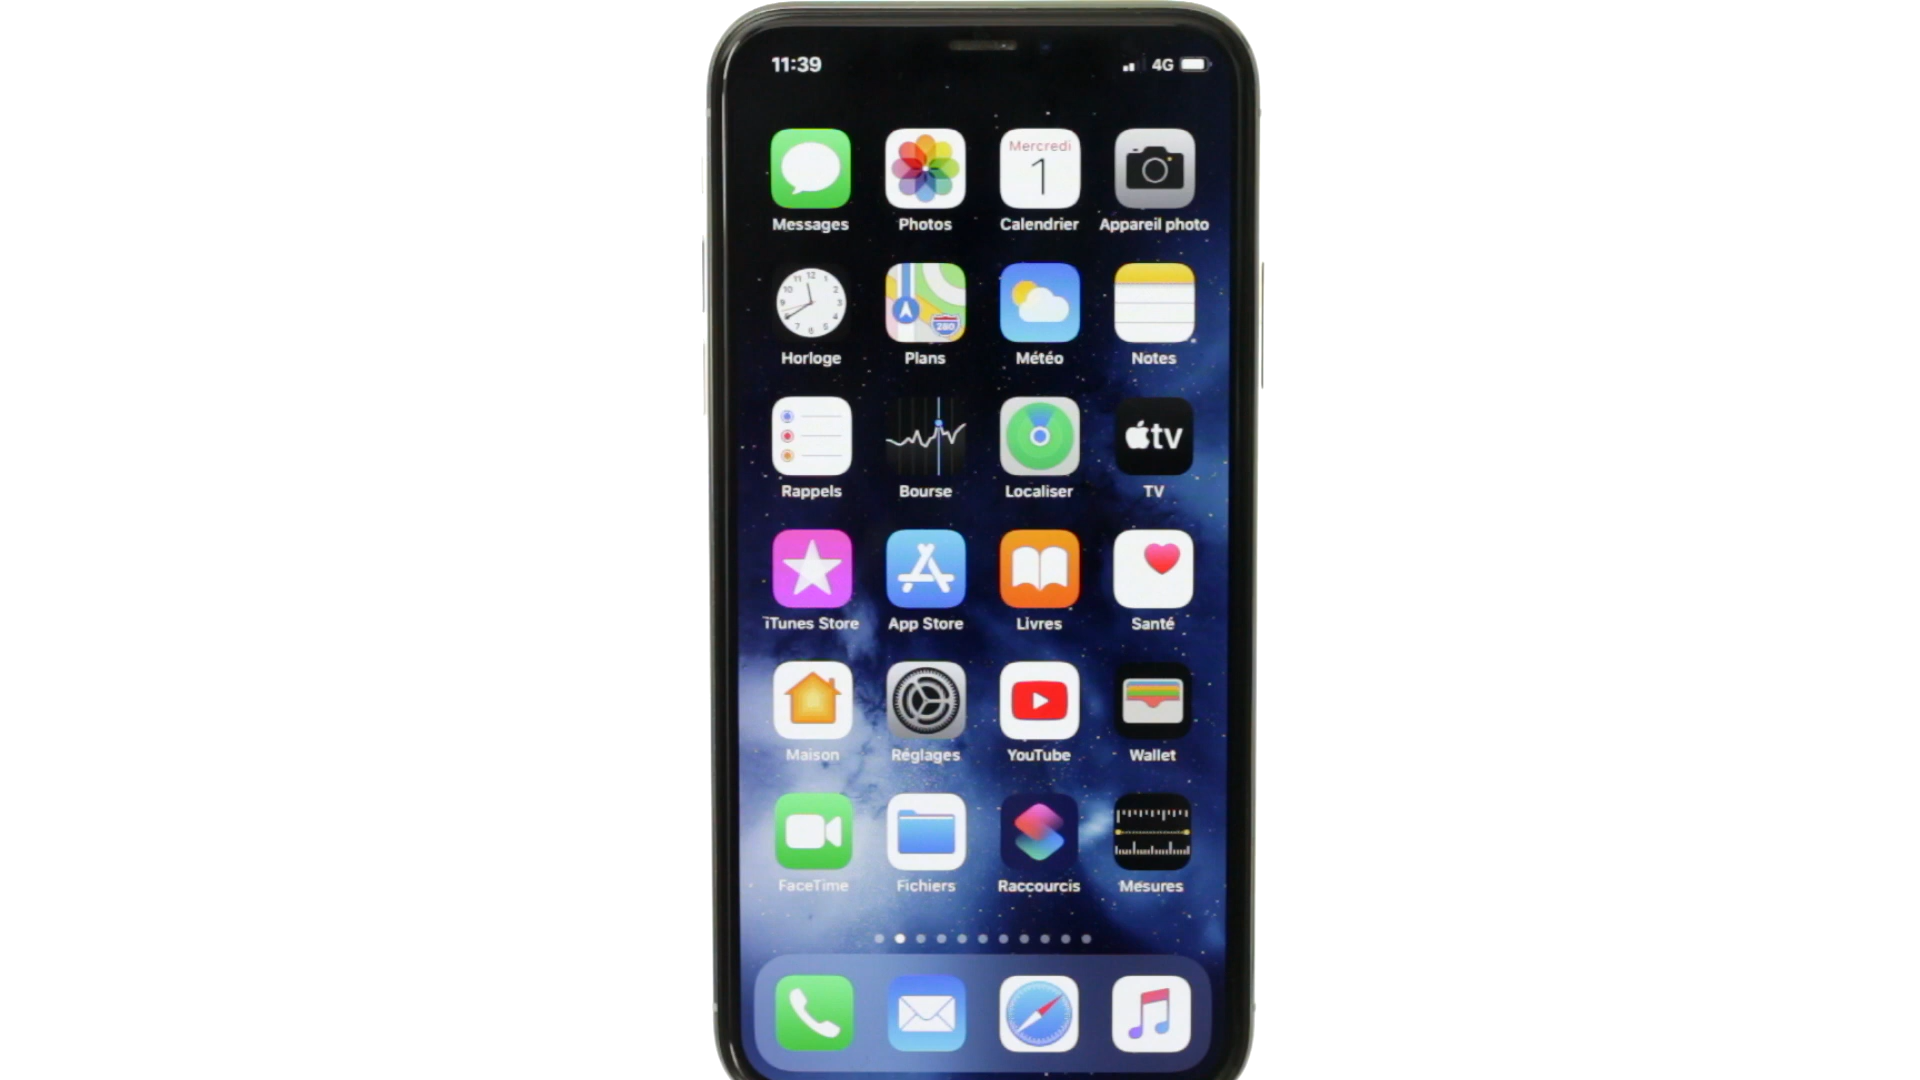 11:39 4G
Mercredi
1
Messages Photos Calendrier Appareil photo
280
Horloge Plans Météo Notes
tv
Rappels Bourse Localiser TV
iTunes Store App Store Livres Santé
Maison Réglages YouTube Wallet
FaceTime Fichiers Raccourcis Mesures